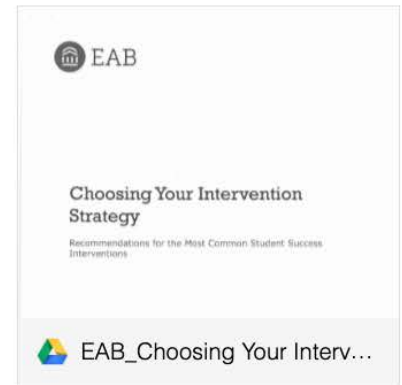 EAB
Choosing Your Intervention
Strategy
Recommendations for the Most Common Student Success
Interventions
EAB_Choosing Your Interv...